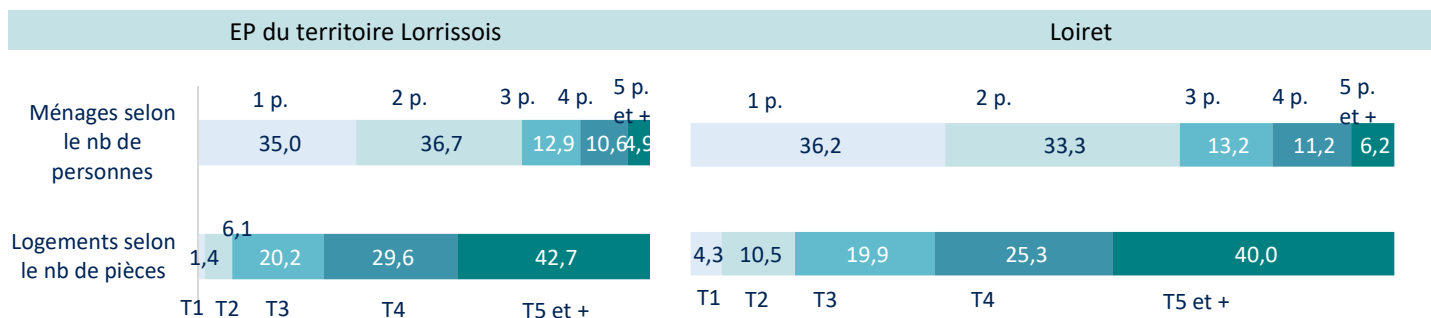 EP du territoire Lorrissois
Loiret
Ménages selon
le nb de
personnes
1 p.
2 p.
3 p.
4 p.
5 p.
et +
35,0
36,7
12,9
10,6
4,9
1 p.
2 p.
3 p.
4 p.
5 p.
et +
36,2
33,3
13,2
11,2
6,2
Logements selon
le nb de pièces
1,4
6,1
20,2
29,6
42,7
T1
T2
T3
T4
T5 et +
4,3
10,5
19,9
25,3
40,0
T1
T2
T3
T4
T5 et +